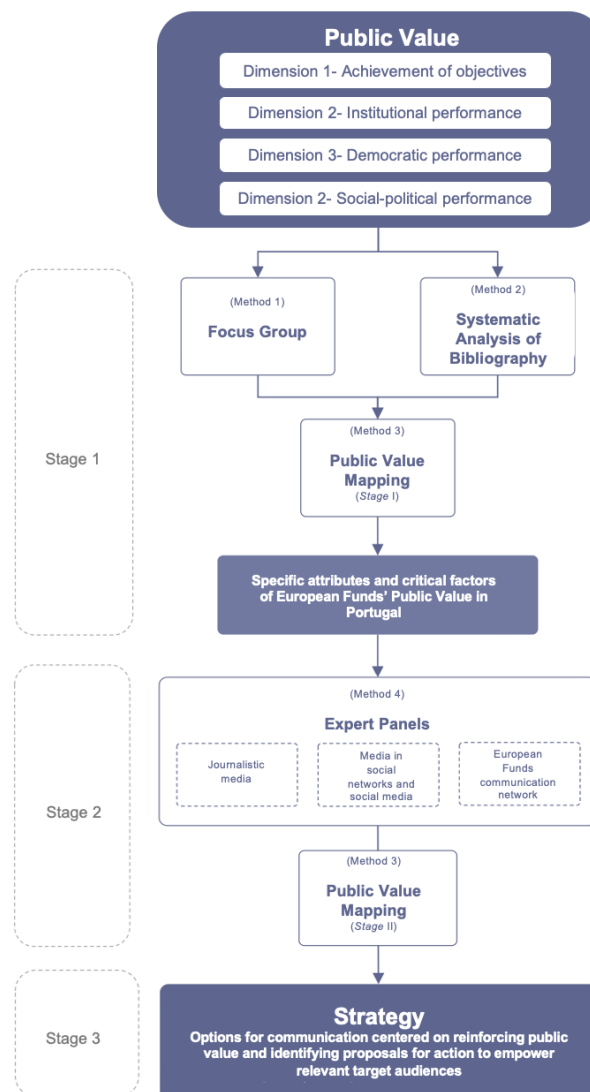 Public Value
Dimension 1- Achievement of objectives
Dimension 2- Institutional performance
Dimension 3- Democratic performance
Dimension 2- Social-political performance
Stage 1
(Method 1)
Focus Group
(Method 2)
Systematic
Analysis of
Bibliography
(Method 3)
Public Value
Mapping
(Stage I)
Specific attributes and critical factors
of European Funds' Public Value in
Portugal
Stage 2
(Method 4)
Expert Panels
Journalistic
media
Media in
social
networks and
social media
European
Funds
communication
network
(Method 3)
Public Value
Mapping
(Stage II)
Stage 3
Strategy
Options for communication centered on reinforcing public
value and identifying proposals for action to empower
relevant target audiences